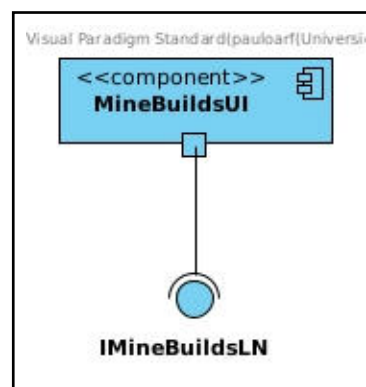 Visual Paradigm Standard(pauloarf(Universi
<<component>>
MineBuildsUI
IMineBuildsLN